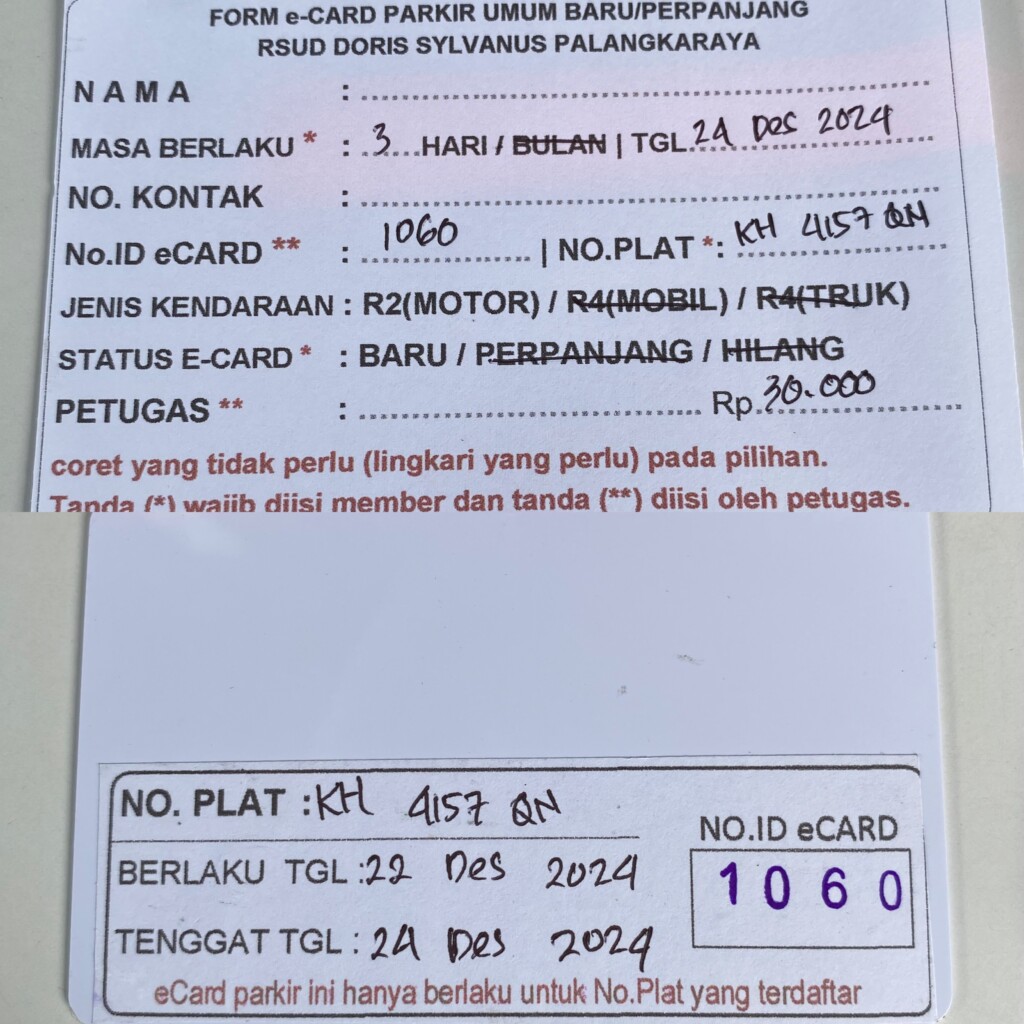 FORM e-CARD PARKIR UMUM BARU/PERPANJANG
RSUD DORIS SYLVANUS PALANGKARAYA
N A M A : ........................................
MASA BERLAKU * : .3....HARI / BULAN | TGL.24 Des 2024
NO. KONTAK : ........................................
No.ID eCARD ** : 1060 | NO.PLAT *: KH 4157 QN
JENIS KENDARAAN : R2(MOTOR) / R4(MOBIL) / R4(TRUK)
STATUS E-CARD * : BARU / PERPANJANG / HILANG
PETUGAS ** : ........................................ Rp.30.000
coret yang tidak perlu (lingkari yang perlu) pada pilihan.
Tanda (*) wajib diisi member dan tanda (**) diisi oleh petugas.
NO. PLAT : KH 4157 QN
NO.ID eCARD
BERLAKU TGL : 22 Des 2024
1060
TENGGAT TGL : 24 Des 2024
eCard parkir ini hanya berlaku untuk No.Plat yang terdaftar